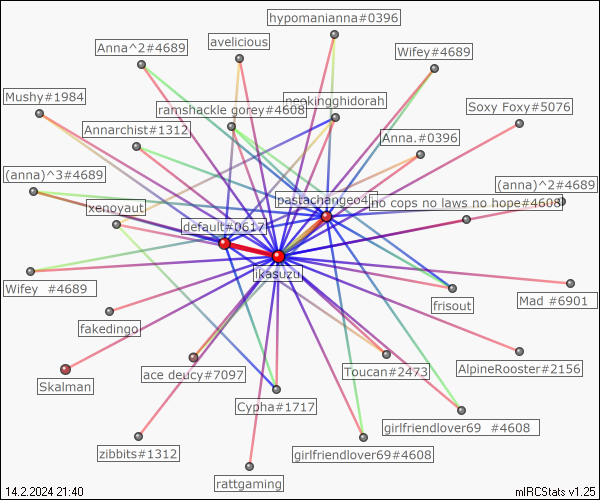 hypomanianna#0396
Anna^2#4689
avelicious
Wifey#4689
Mushy#1984
ramshackle gorey#4608
neokingghidorah
Soxy Foxy#5076
Annarchist#1312
Anna.#0396
(anna)^3#4689
(anna)^2#4689
xenoyaut
pastachangeo4
no cops no laws no hope#4608
default#0617
ikasuzu
Wifey #4689
frisout
Mad #6901
fakedingo
Skalman
ace deucy#7097
Toucan#2473
AlpineRooster#2156
Cypha#1717
girlfriendlover69 #4608
zibbits#1312
girlfriendlover69#4608
rattgaming
14.2.2024 21:40
mIRCStats v1.25